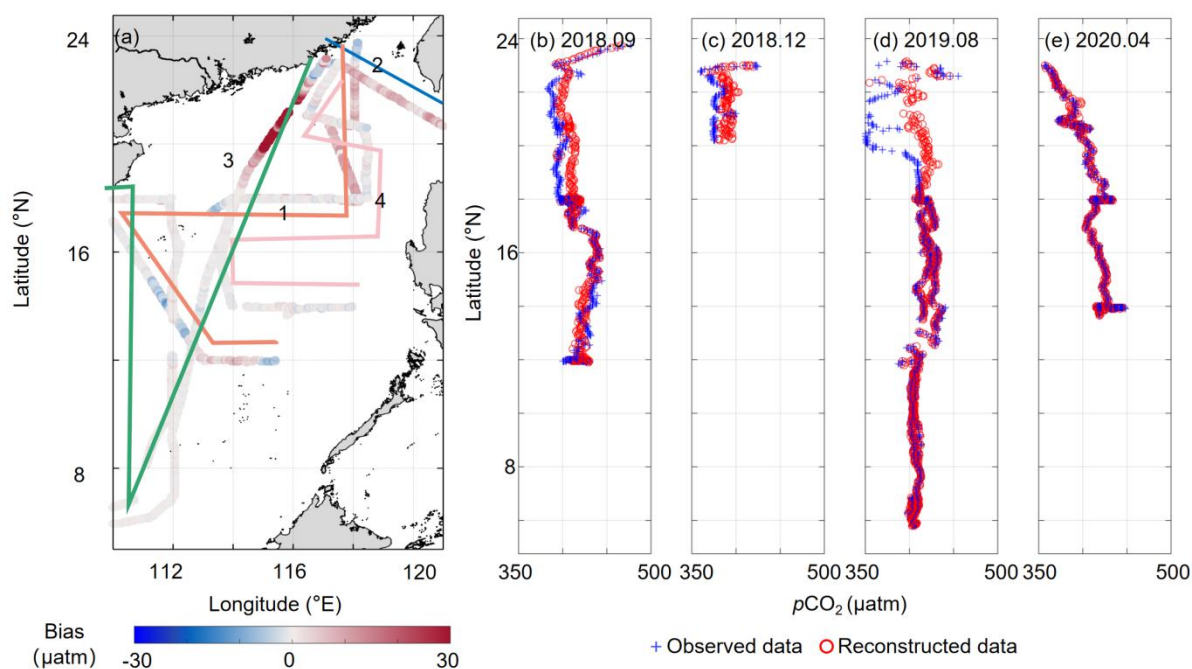 (a)
(b) 2018.09
(c) 2018.12
(d) 2019.08
(e) 2020.04
24
16
8
Latitude (°N)
1
2
3
4
112
116
120
Longitude (°E)
Bias
(μatm)
-30
0
30
24
16
8
Latitude (°N)
350
500
350
500
350
500
350
500
pCO₂ (μatm)
+ Observed data
Reconstructed data